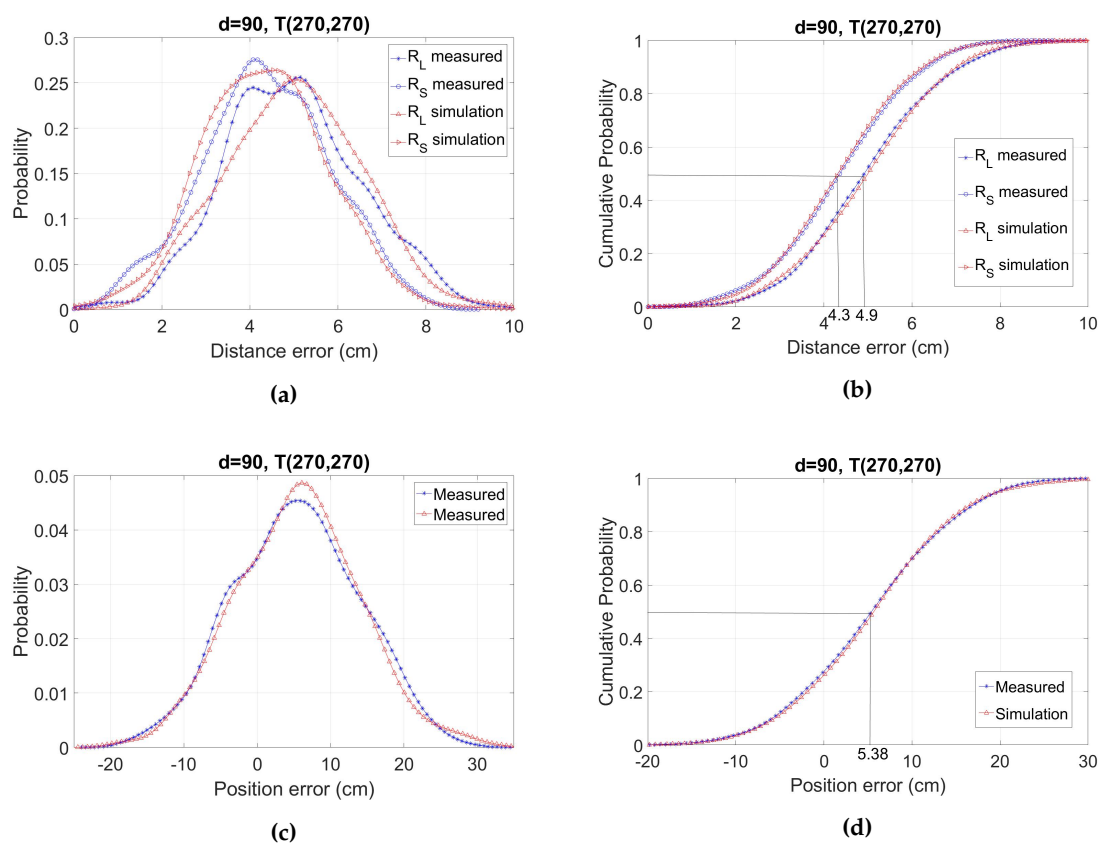 d=90, T(270,270)
0.3
0.25
0.2
0.15
0.1
0.05
0
Probability
R_L measured
R_S measured
R_L simulation
R_S simulation
0 2 4 6 8 10
Distance error (cm)
(a)
d=90, T(270,270)
1
0.8
0.6
0.4
0.2
0
Cumulative Probability
R_L measured
R_S measured
R_L simulation
R_S simulation
0 2 4 4.3 4.9 6 8 10
Distance error (cm)
(b)
d=90, T(270,270)
0.05
0.04
0.03
0.02
0.01
0
Probability
Measured
Measured
-20 -10 0 10 20 30
Position error (cm)
(c)
d=90, T(270,270)
1
0.8
0.6
0.4
0.2
0
Cumulative Probability
Measured
Simulation
5.38
-20 -10 0 10 20 30
Position error (cm)
(d)